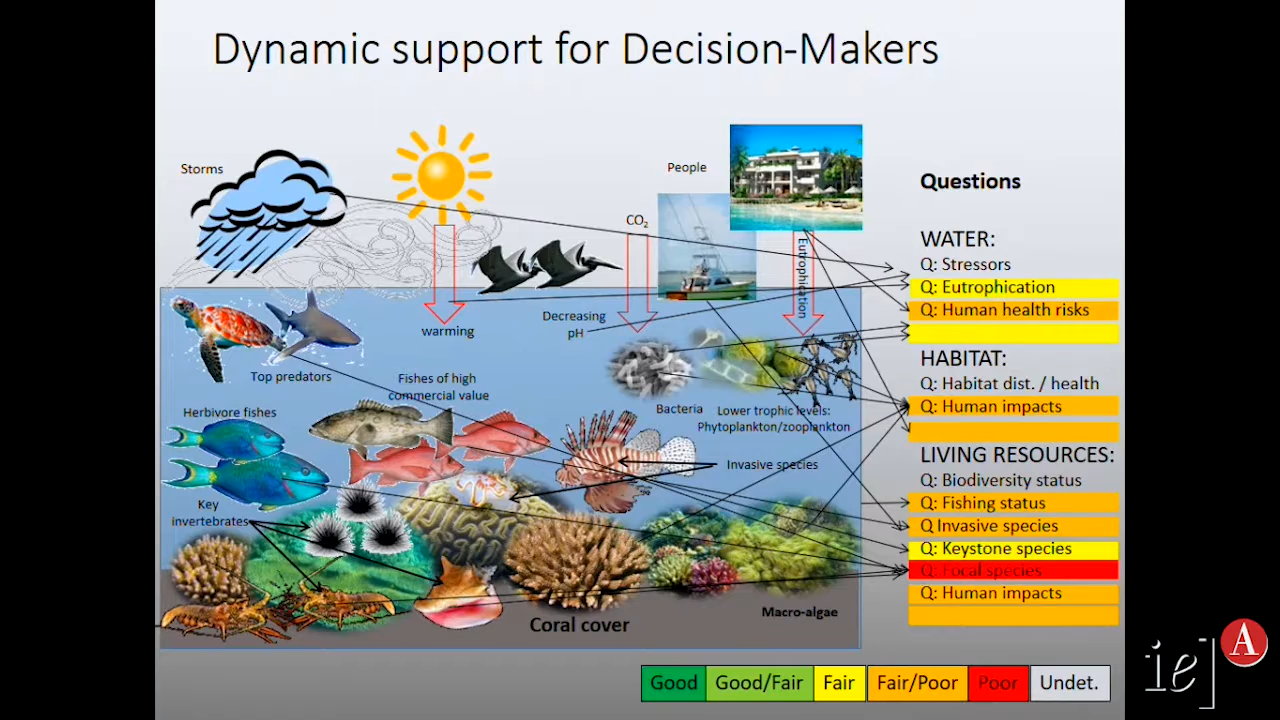 Dynamic support for Decision-Makers
Storms
People
CO₂
Eutrophication
warming
Decreasing
pH
Top predators
Fishes of high
commercial value
Herbivore fishes
Bacteria
Lower trophic levels:
Phytoplankton/zooplankton
Invasive species
Key
invertebrates
Macro-algae
Coral cover
Questions
WATER:
Q: Stressors
Q: Eutrophication
Q: Human health risks
HABITAT:
Q: Habitat dist. / health
Q: Human impacts
LIVING RESOURCES:
Q: Biodiversity status
Q: Fishing status
Q Invasive species
Q: Keystone species
Q: Focal species
Q: Human impacts
Good Good/Fair Fair Fair/Poor Poor Undet.
ie]
A